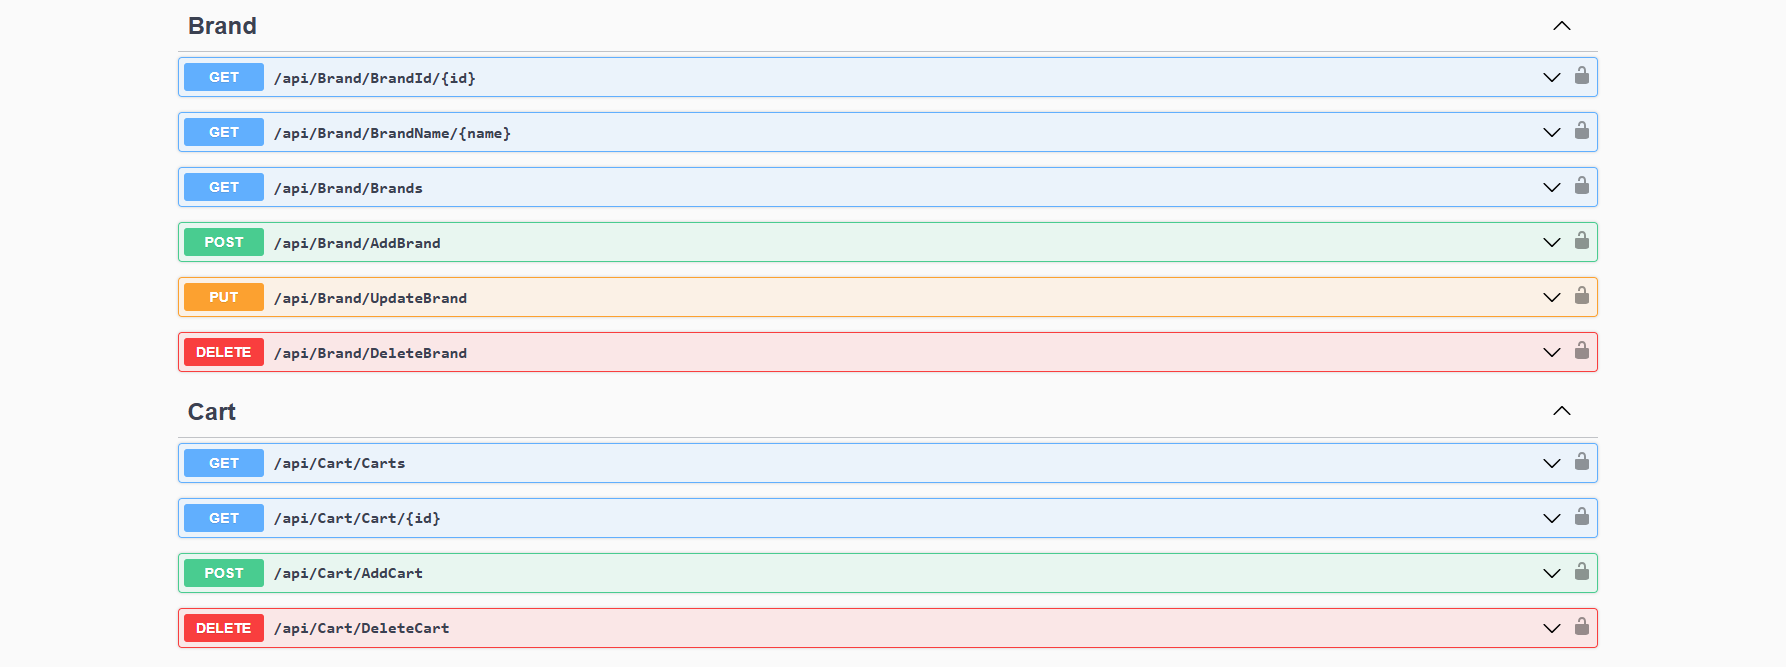 Brand
GET /api/Brand/BrandId/{id}
GET /api/Brand/BrandName/{name}
GET /api/Brand/Brands
POST /api/Brand/AddBrand
PUT /api/Brand/UpdateBrand
DELETE /api/Brand/DeleteBrand
Cart
GET /api/Cart/Carts
GET /api/Cart/Cart/{id}
POST /api/Cart/AddCart
DELETE /api/Cart/DeleteCart